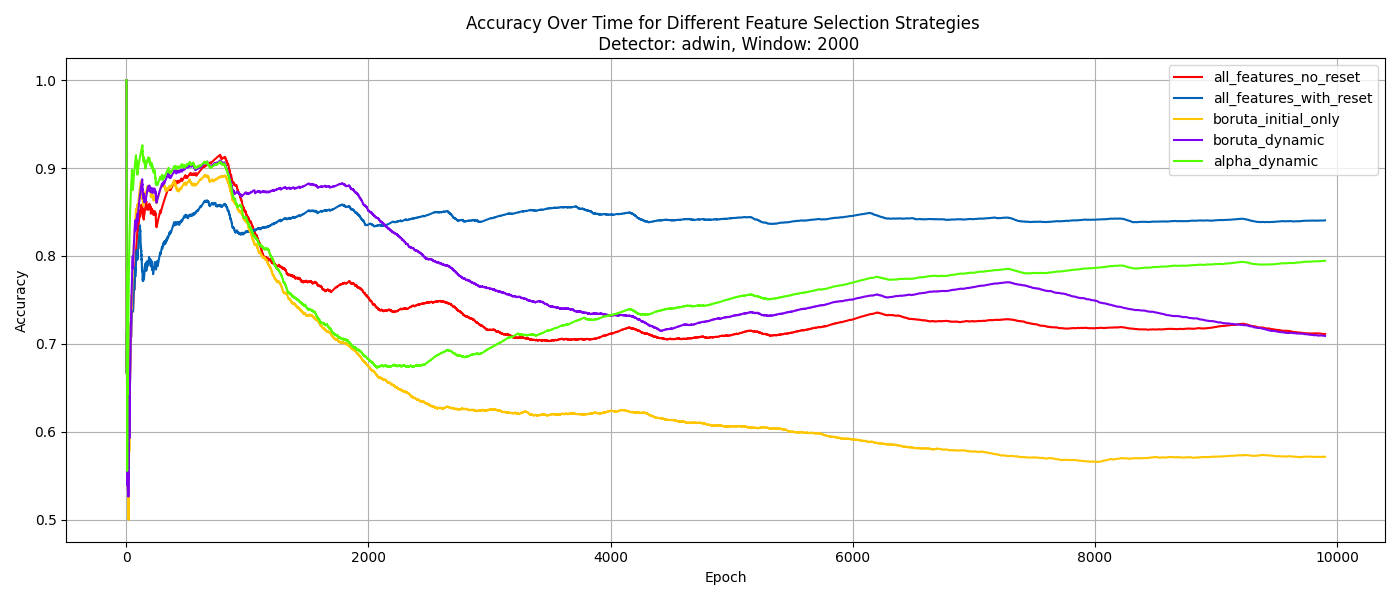 Accuracy Over Time for Different Feature Selection Strategies
Detector: adwin, Window: 2000
all_features_no_reset
all_features_with_reset
boruta_initial_only
boruta_dynamic
alpha_dynamic
Accuracy
1.0
0.9
0.8
0.7
0.6
0.5
0
2000
4000
6000
8000
10000
Epoch